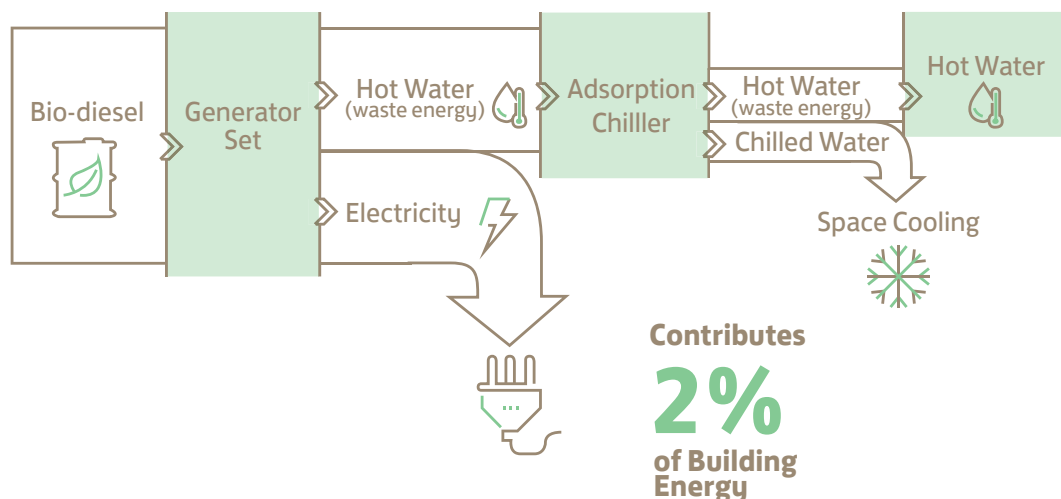 Bio-diesel
Generator
Set
Hot Water
(waste energy)
Electricity
Adsorption
Chilller
Hot Water
(waste energy)
Chilled Water
Hot Water
Space Cooling
Contributes
2%
of Building
Energy